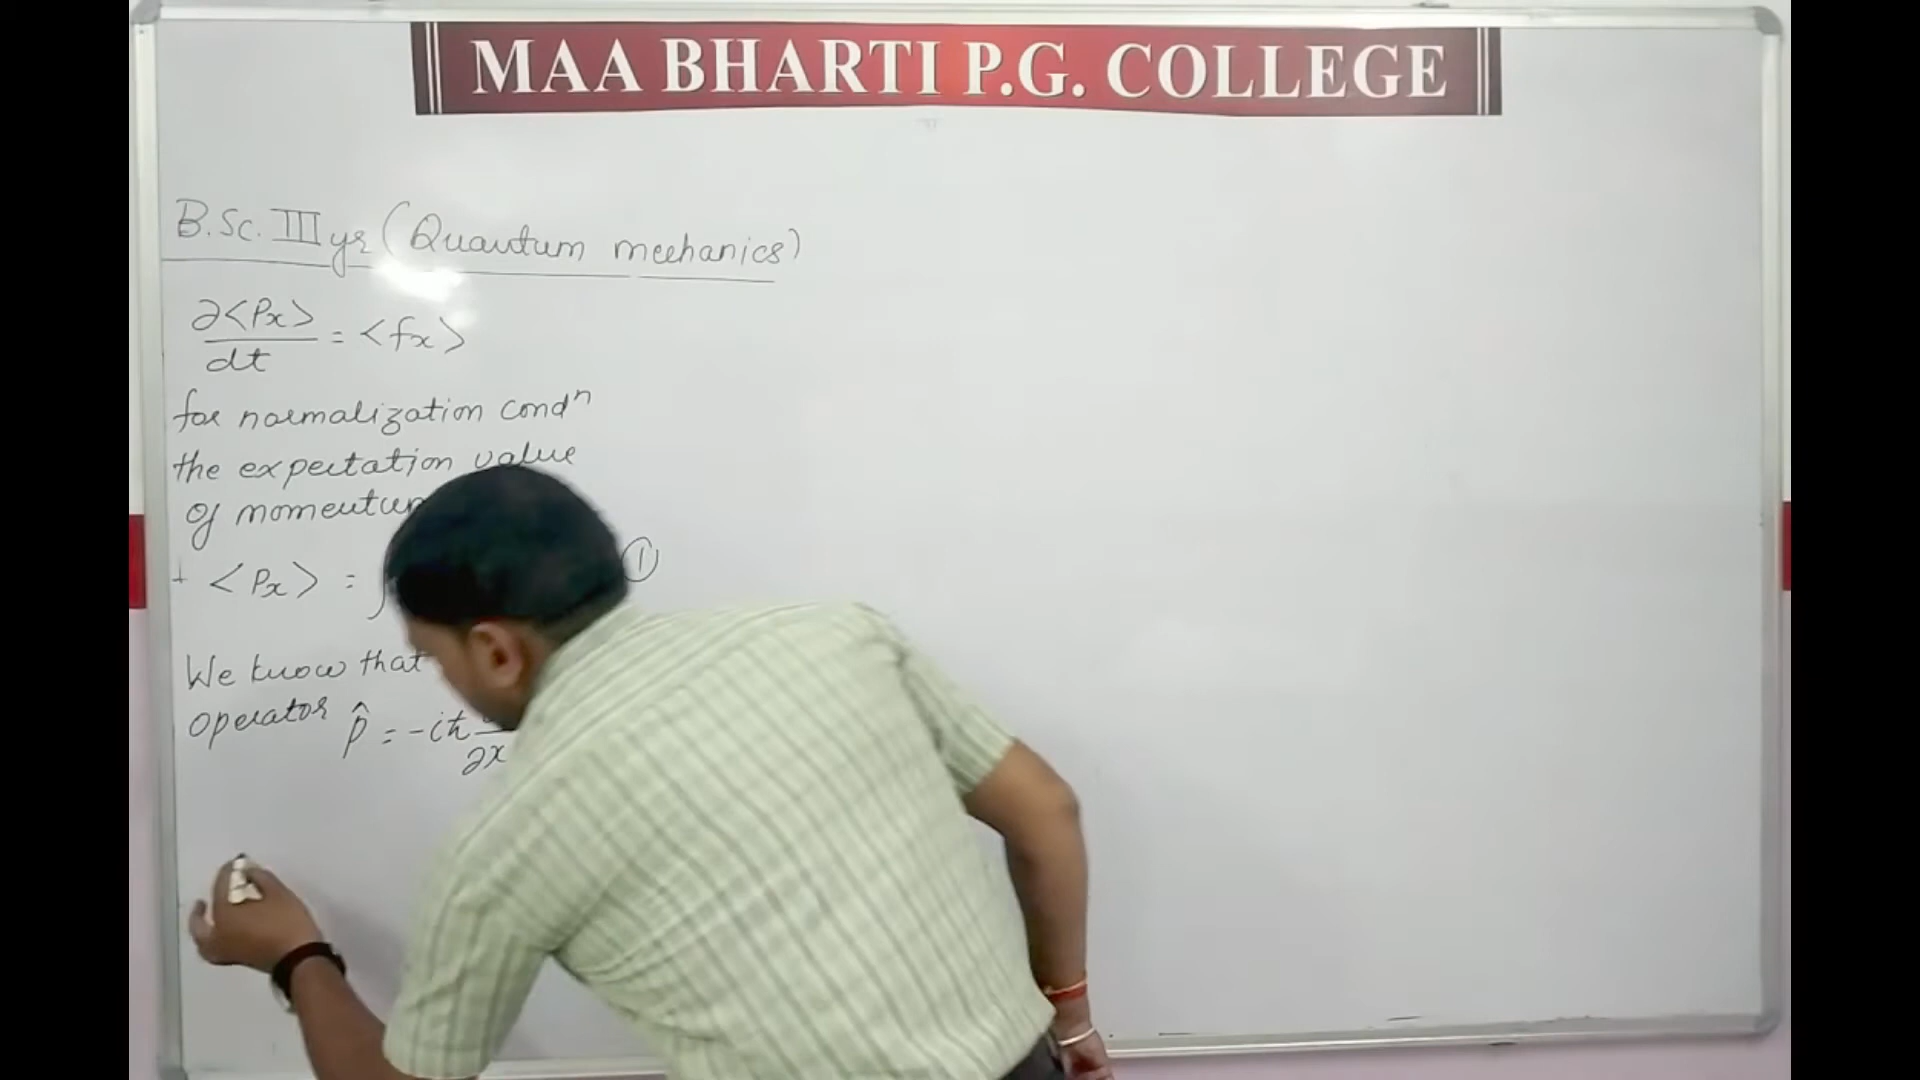 MAA BHARTI P.G. COLLEGE
B.Sc. III yr (Quantum mechanics)
∂<Px>/dt = <fx>
for normalization condⁿ
the expectation value
of momentum
+ <Px> = ∫ ①
We know that
operator p̂ = -iħ ∂x